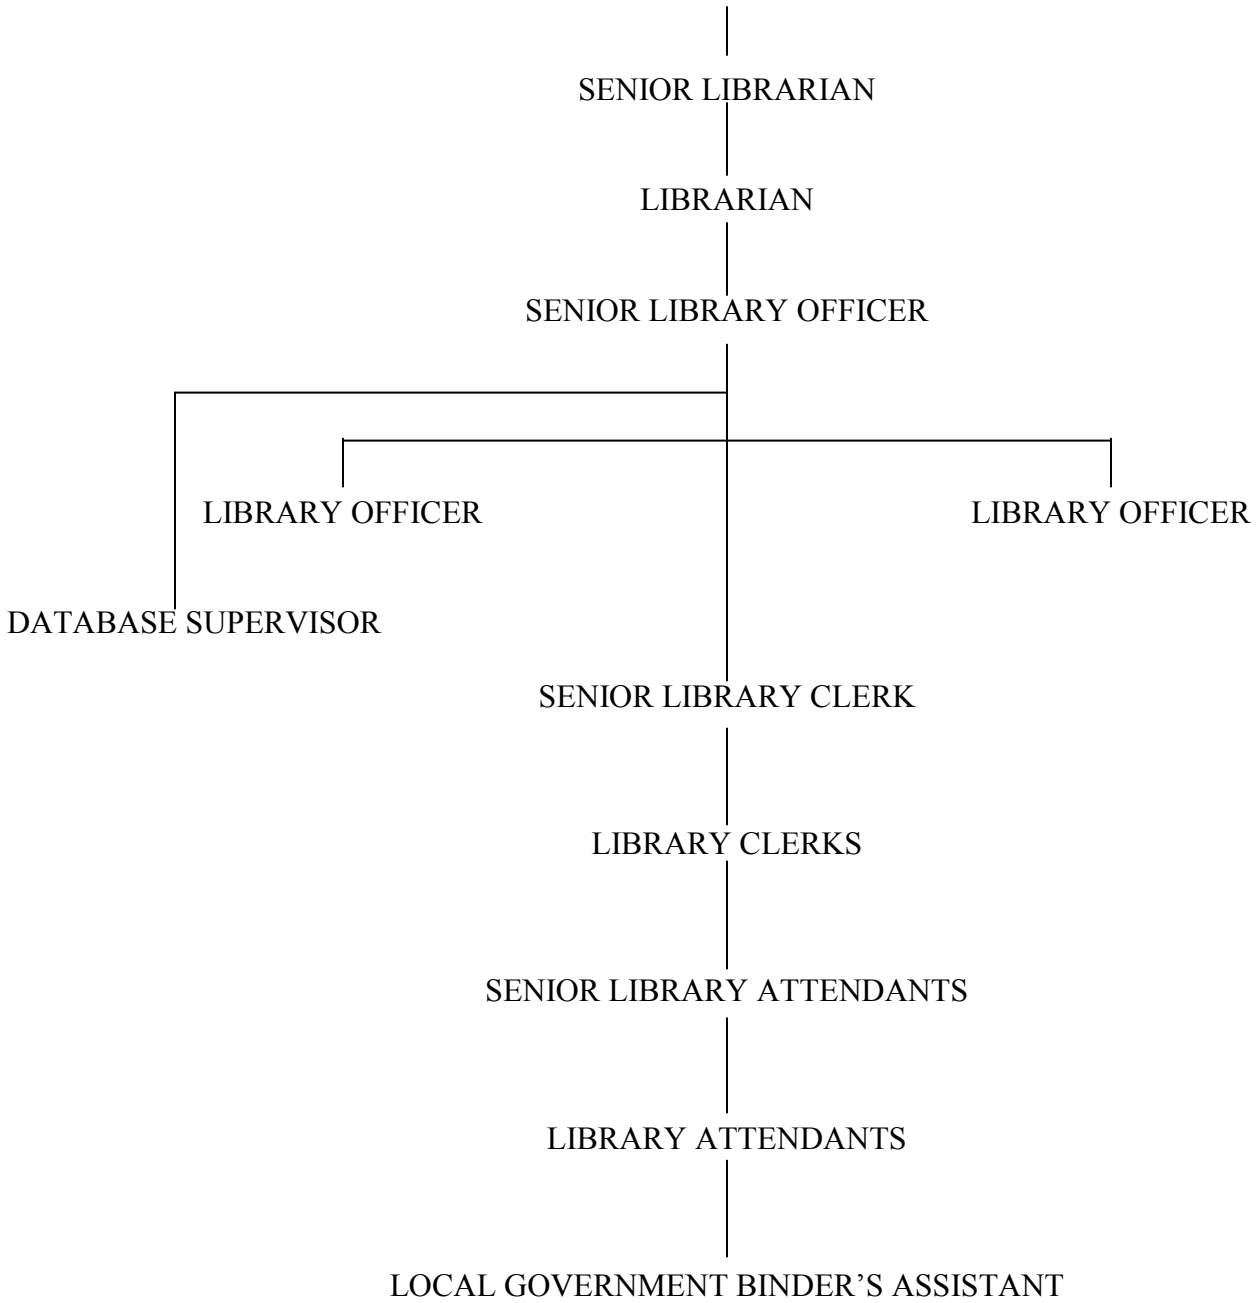 SENIOR LIBRARIAN
LIBRARIAN
SENIOR LIBRARY OFFICER
LIBRARY OFFICER
LIBRARY OFFICER
DATABASE SUPERVISOR
SENIOR LIBRARY CLERK
LIBRARY CLERKS
SENIOR LIBRARY ATTENDANTS
LIBRARY ATTENDANTS
LOCAL GOVERNMENT BINDER’S ASSISTANT